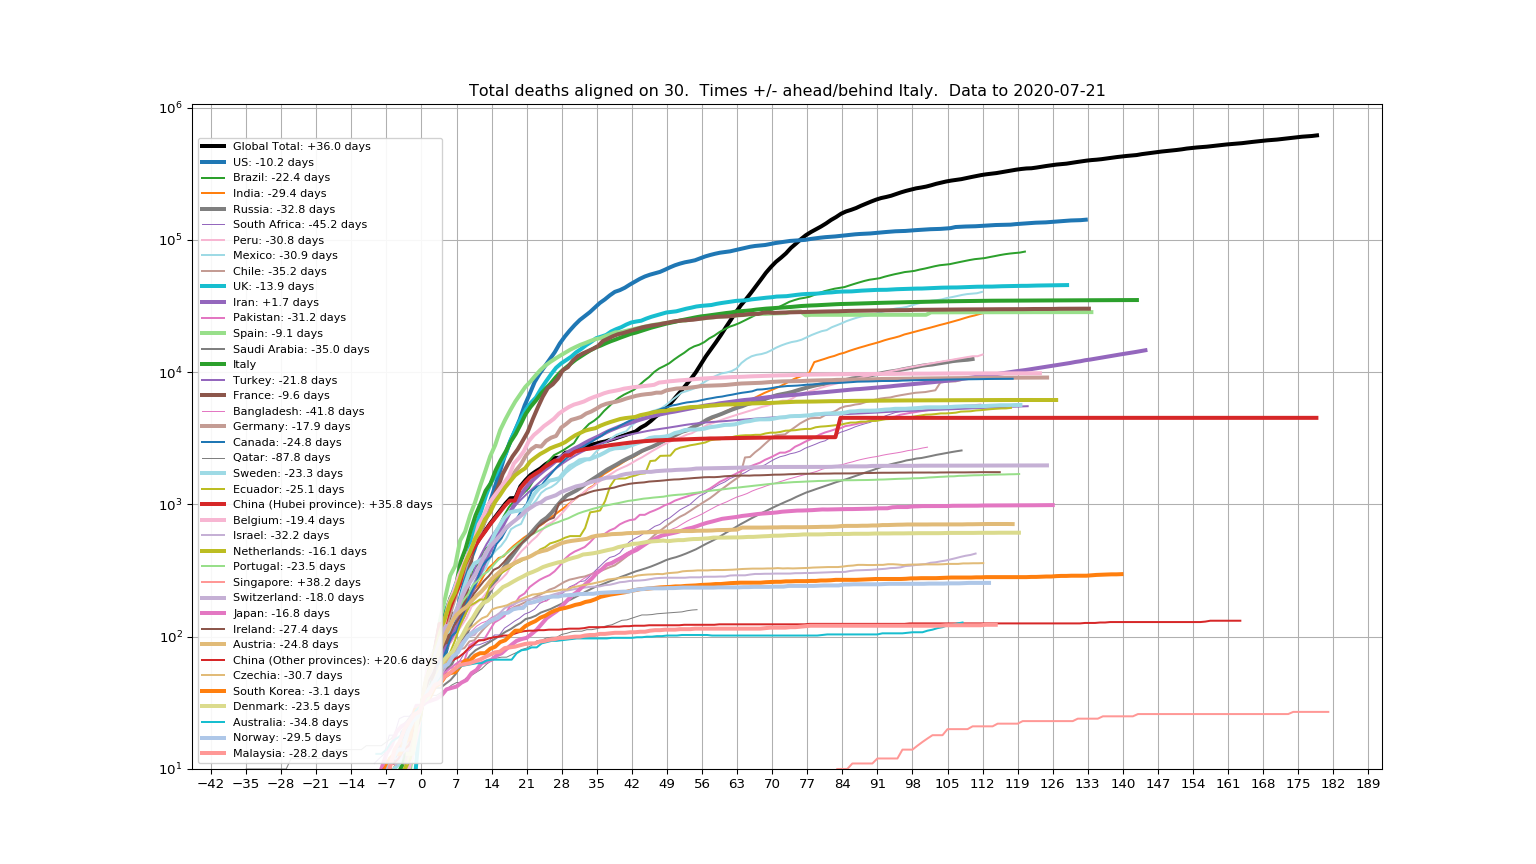 Total deaths aligned on 30.  Times +/- ahead/behind Italy.  Data to 2020-07-21
10⁶
10⁵
10⁴
10³
10²
10¹
Global Total: +36.0 days
US: -10.2 days
Brazil: -22.4 days
India: -29.4 days
Russia: -32.8 days
South Africa: -45.2 days
Peru: -30.8 days
Mexico: -30.9 days
Chile: -35.2 days
UK: -13.9 days
Iran: +1.7 days
Pakistan: -31.2 days
Spain: -9.1 days
Saudi Arabia: -35.0 days
Italy
Turkey: -21.8 days
France: -9.6 days
Bangladesh: -41.8 days
Germany: -17.9 days
Canada: -24.8 days
Qatar: -87.8 days
Sweden: -23.3 days
Ecuador: -25.1 days
China (Hubei province): +35.8 days
Belgium: -19.4 days
Israel: -32.2 days
Netherlands: -16.1 days
Portugal: -23.5 days
Singapore: +38.2 days
Switzerland: -18.0 days
Japan: -16.8 days
Ireland: -27.4 days
Austria: -24.8 days
China (Other provinces): +20.6 days
Czechia: -30.7 days
South Korea: -3.1 days
Denmark: -23.5 days
Australia: -34.8 days
Norway: -29.5 days
Malaysia: -28.2 days
−42 −35 −28 −21 −14 −7 0 7 14 21 28 35 42 49 56 63 70 77 84 91 98 105 112 119 126 133 140 147 154 161 168 175 182 189